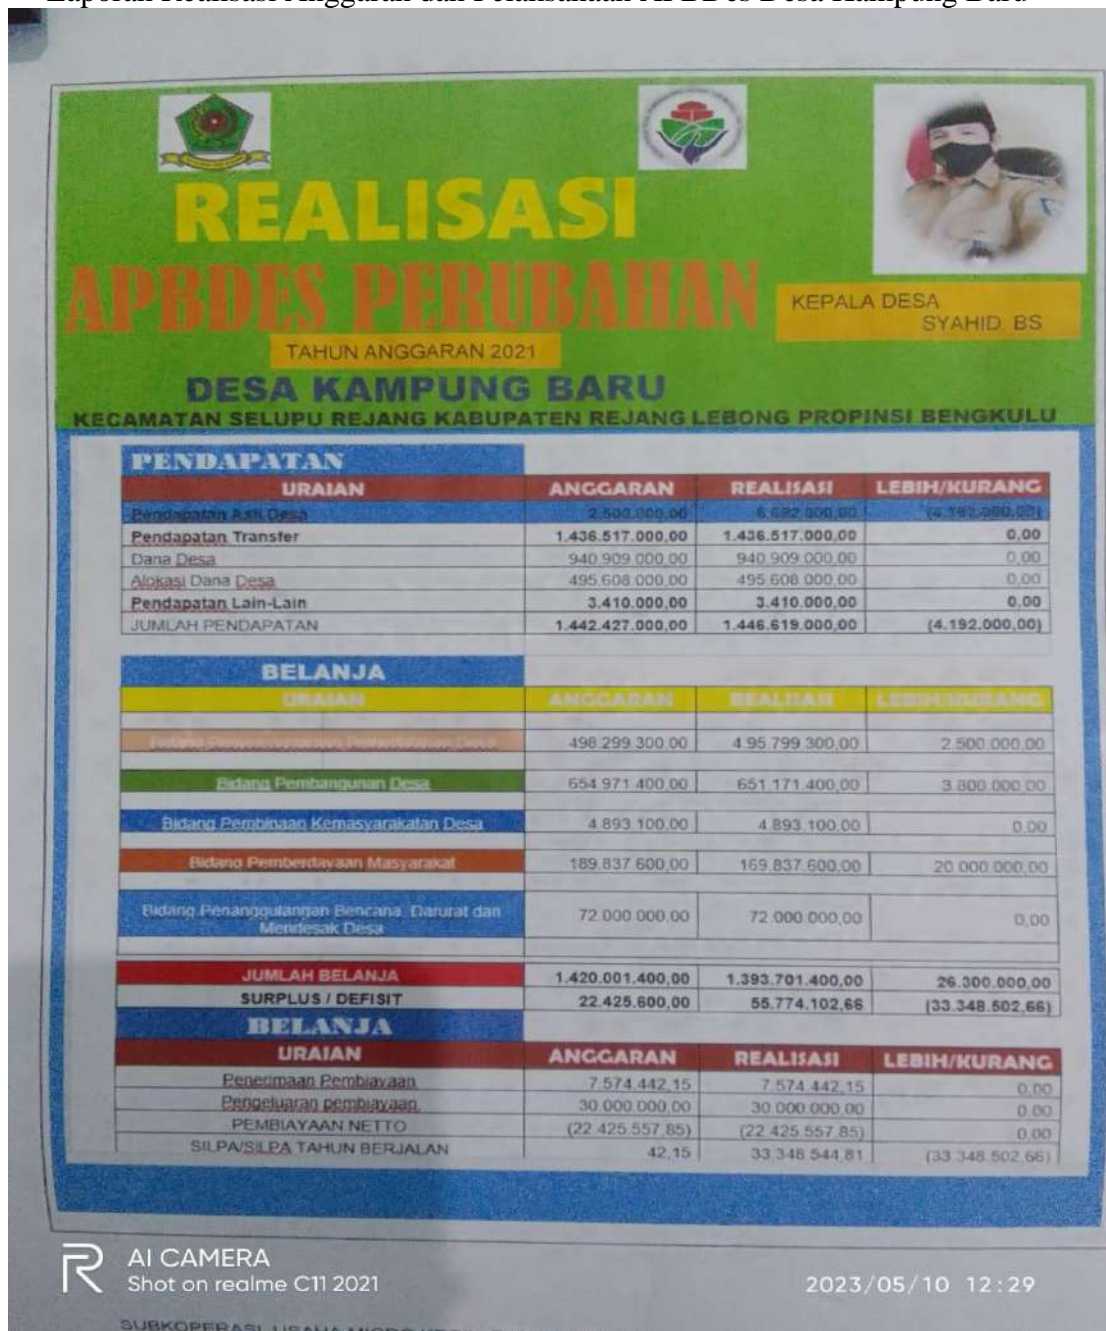 Laporan Realisasi Anggaran dan Pelaksanaan APBDes Desa Kampung Baru
REALISASI
APBDES PERUBAHAN
KEPALA DESA
SYAHID. BS
TAHUN ANGGARAN 2021
DESA KAMPUNG BARU
KECAMATAN SELUPU REJANG KABUPATEN REJANG LEBONG PROPINSI BENGKULU
PENDAPATAN
URAIAN ANGGARAN REALISASI LEBIH/KURANG
Pendapatan Asli Desa 2.500.000,00 6.692.000,00 (4.192.000,00)
Pendapatan Transfer 1.436.517.000,00 1.436.517.000,00 0,00
Dana Desa 940.909.000,00 940.909.000,00 0,00
Alokasi Dana Desa 495.608.000,00 495.608.000,00 0,00
Pendapatan Lain-Lain 3.410.000,00 3.410.000,00 0,00
JUMLAH PENDAPATAN 1.442.427.000,00 1.446.619.000,00 (4.192.000,00)
BELANJA
URAIAN ANGGARAN REALISASI LEBIH/KURANG
Bidang Pemerintahan Desa 498.299.300.00 4.95.799.300,00 2.500.000,00
Bidang Pembangunan Desa 654.971.400,00 651.171.400,00 3.800.000,00
Bidang Pembinaan Kemasyarakatan Desa 4.893.100,00 4.893.100,00 0.00
Bidang Pemberdayaan Masyarakat 189.837.600,00 169.837.600,00 20.000.000,00
Bidang Penanggulangan Bencana, Darurat dan
Mendesak Desa 72.000.000,00 72.000.000,00 0,00
JUMLAH BELANJA 1.420.001.400,00 1.393.701.400,00 26.300.000,00
SURPLUS / DEFISIT 22.425.600,00 55.774.102,66 (33.348.502,66)
BELANJA
URAIAN ANGGARAN REALISASI LEBIH/KURANG
Penerimaan Pembiayaan 7.574.442,15 7.574.442,15 0,00
Pengeluaran pembiayaan 30.000.000,00 30.000.000,00 0,00
PEMBIAYAAN NETTO (22.425.557,85) (22.425.557,85) 0,00
SILPA/SILPA TAHUN BERJALAN 42,15 33.348.544,81 (33.348.502,66)
AI CAMERA
Shot on realme C11 2021
2023/05/10 12:29